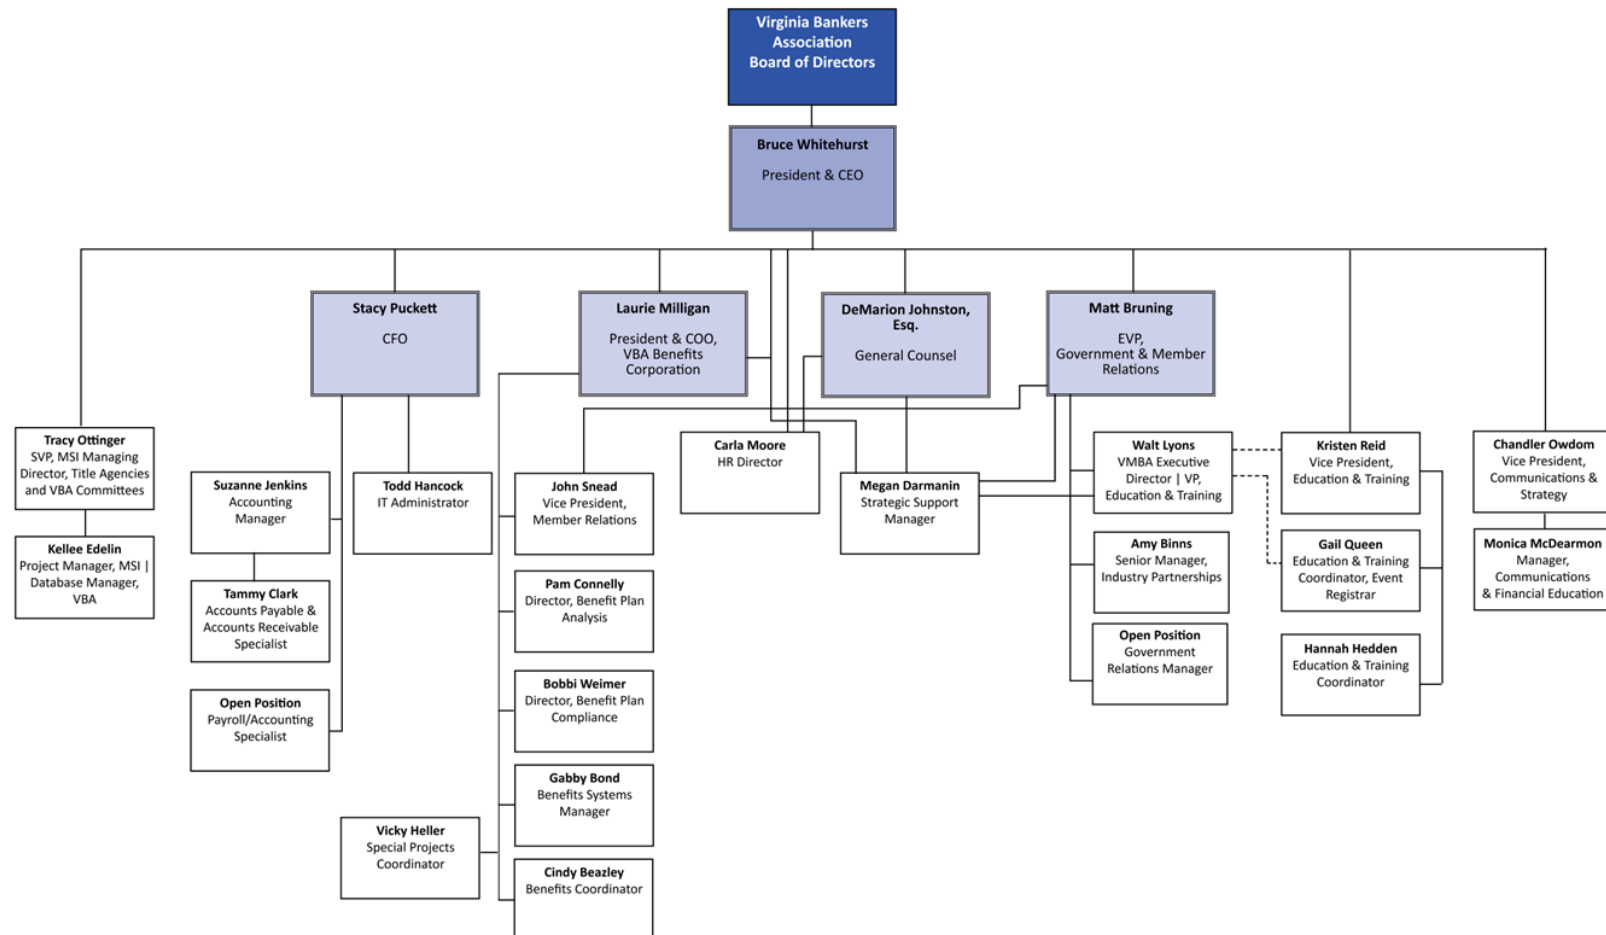 Virginia Bankers
Association
Board of Directors
Bruce Whitehurst
President & CEO
Stacy Puckett
CFO
Laurie Milligan
President & COO,
VBA Benefits
Corporation
DeMarion Johnston,
Esq.
General Counsel
Matt Bruning
EVP,
Government & Member
Relations
Tracy Ottinger
SVP, MSI Managing
Director, Title Agencies
and VBA Committees
Kellee Edelin
Project Manager, MSI |
Database Manager,
VBA
Suzanne Jenkins
Accounting
Manager
Tammy Clark
Accounts Payable &
Accounts Receivable
Specialist
Open Position
Payroll/Accounting
Specialist
Todd Hancock
IT Administrator
John Snead
Vice President,
Member Relations
Pam Connelly
Director, Benefit Plan
Analysis
Bobbi Weimer
Director, Benefit Plan
Compliance
Gabby Bond
Benefits Systems
Manager
Vicky Heller
Special Projects
Coordinator
Cindy Beazley
Benefits Coordinator
Carla Moore
HR Director
Megan Darmanin
Strategic Support
Manager
Walt Lyons
VMBA Executive
Director | VP,
Education & Training
Amy Binns
Senior Manager,
Industry Partnerships
Open Position
Government
Relations Manager
Kristen Reid
Vice President,
Education & Training
Gail Queen
Education & Training
Coordinator, Event
Registrar
Hannah Hedden
Education & Training
Coordinator
Chandler Owdom
Vice President,
Communications &
Strategy
Monica McDearmon
Manager,
Communications
& Financial Education